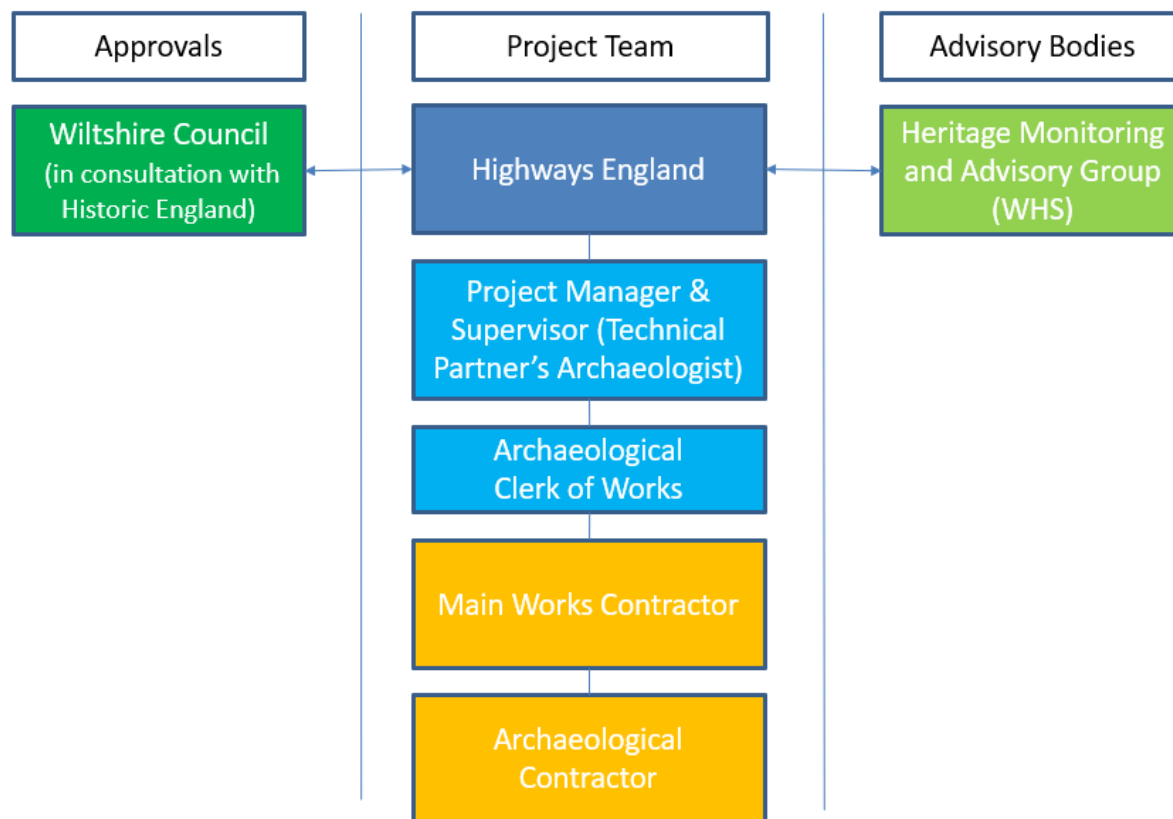 Approvals
Project Team
Advisory Bodies
Wiltshire Council
(in consultation with
Historic England)
Highways England
Heritage Monitoring
and Advisory Group
(WHS)
Project Manager &
Supervisor (Technical
Partner’s Archaeologist)
Archaeological
Clerk of Works
Main Works Contractor
Archaeological
Contractor